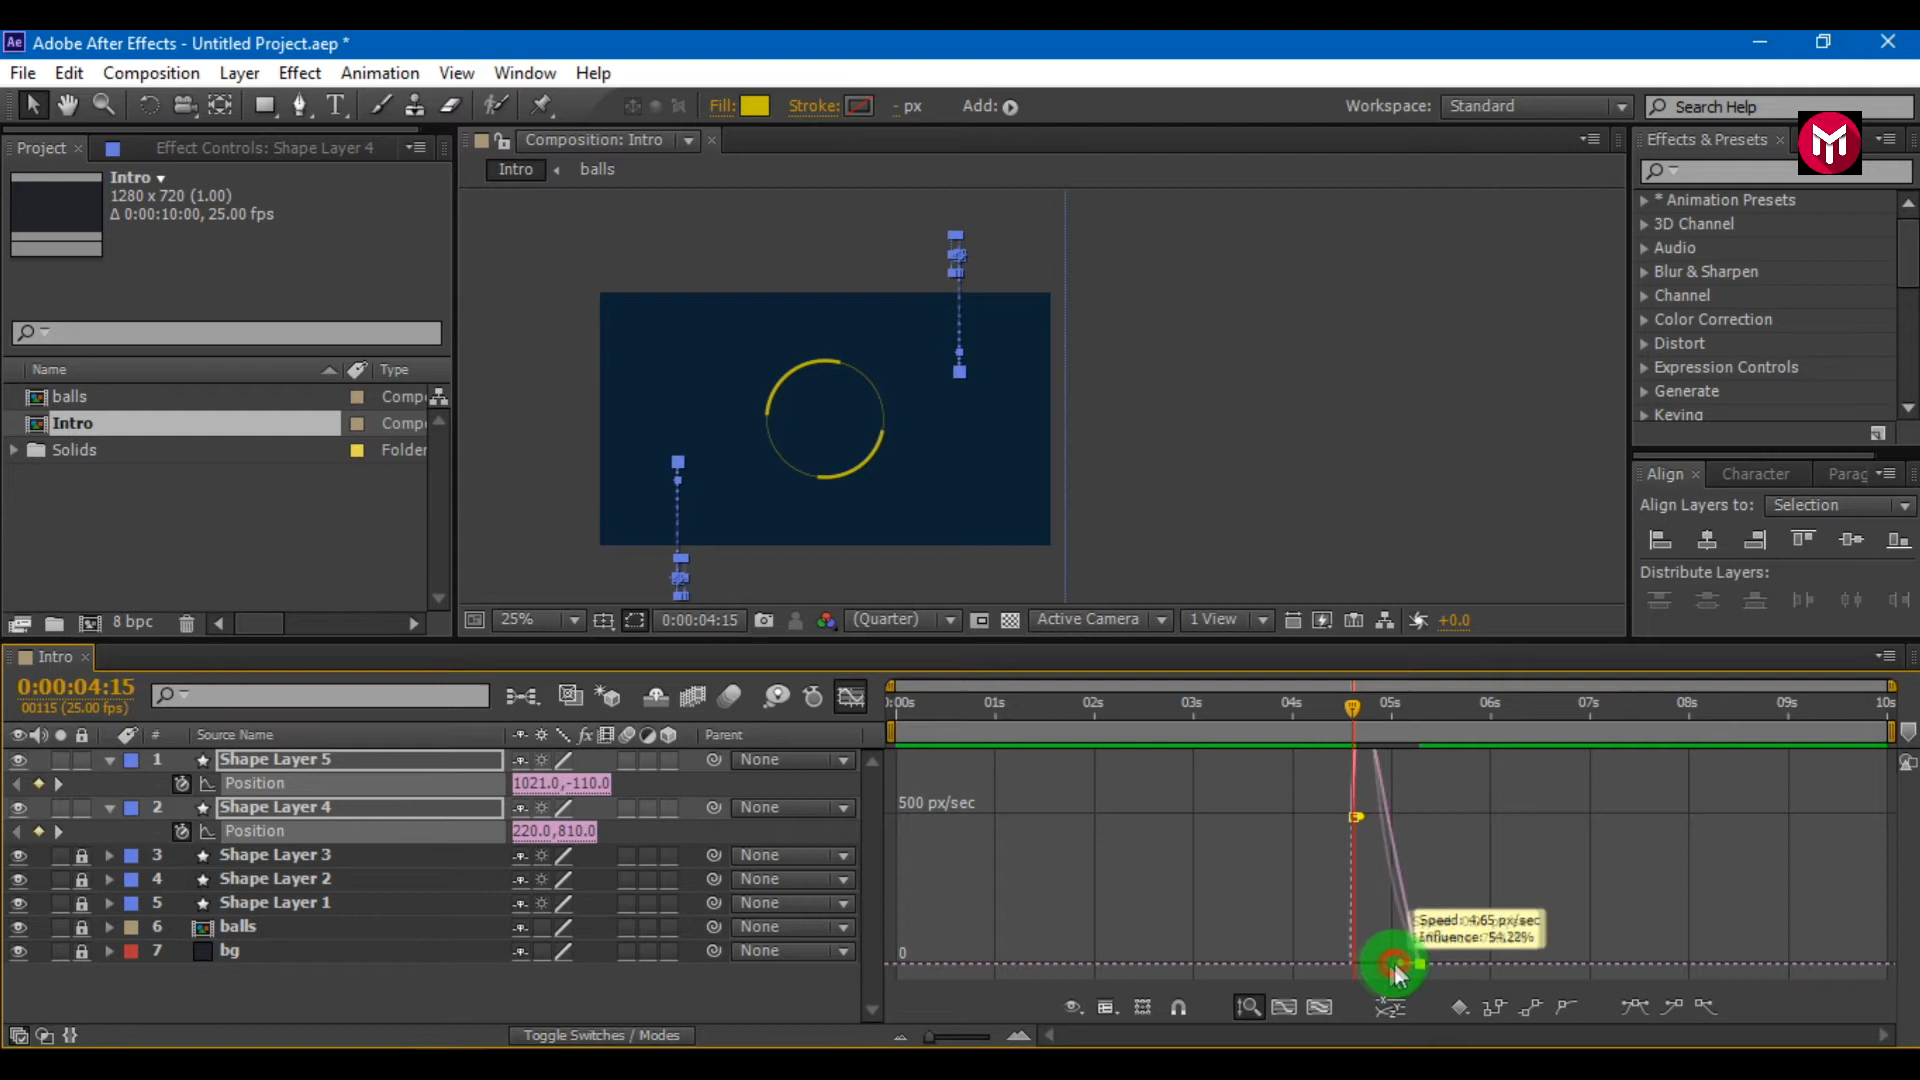 Ae Adobe After Effects - Untitled Project.aep *
File Edit Composition Layer Effect Animation View Window Help
Fill: Stroke: - px Add: Workspace: Standard Search Help
Project × Effect Controls: Shape Layer 4 Composition: Intro Effects & Presets ×
Intro balls
Intro
1280 x 720 (1.00)
Δ 0:00:10:00, 25.00 fps
* Animation Presets
3D Channel
Audio
Blur & Sharpen
Channel
Color Correction
Distort
Expression Controls
Generate
Keying
Name Type
balls Comp
Intro Comp
Solids Folder
Align × Character Parag
Align Layers to: Selection
Distribute Layers:
8 bpc
25% 0:00:04:15 (Quarter) Active Camera 1 View +0.0
Intro ×
0:00:04:15
00115 (25.00 fps)
):00s 01s 02s 03s 04s 05s 06s 07s 08s 09s 10s
# Source Name fx Parent
1 Shape Layer 5 None
Position 1021.0,-110.0
2 Shape Layer 4 None
Position 220.0,810.0
3 Shape Layer 3 None
4 Shape Layer 2 None
5 Shape Layer 1 None
6 balls None
7 bg None
500 px/sec
0
Speed: 4.65 px/sec
Influence: 54.22%
Toggle Switches / Modes